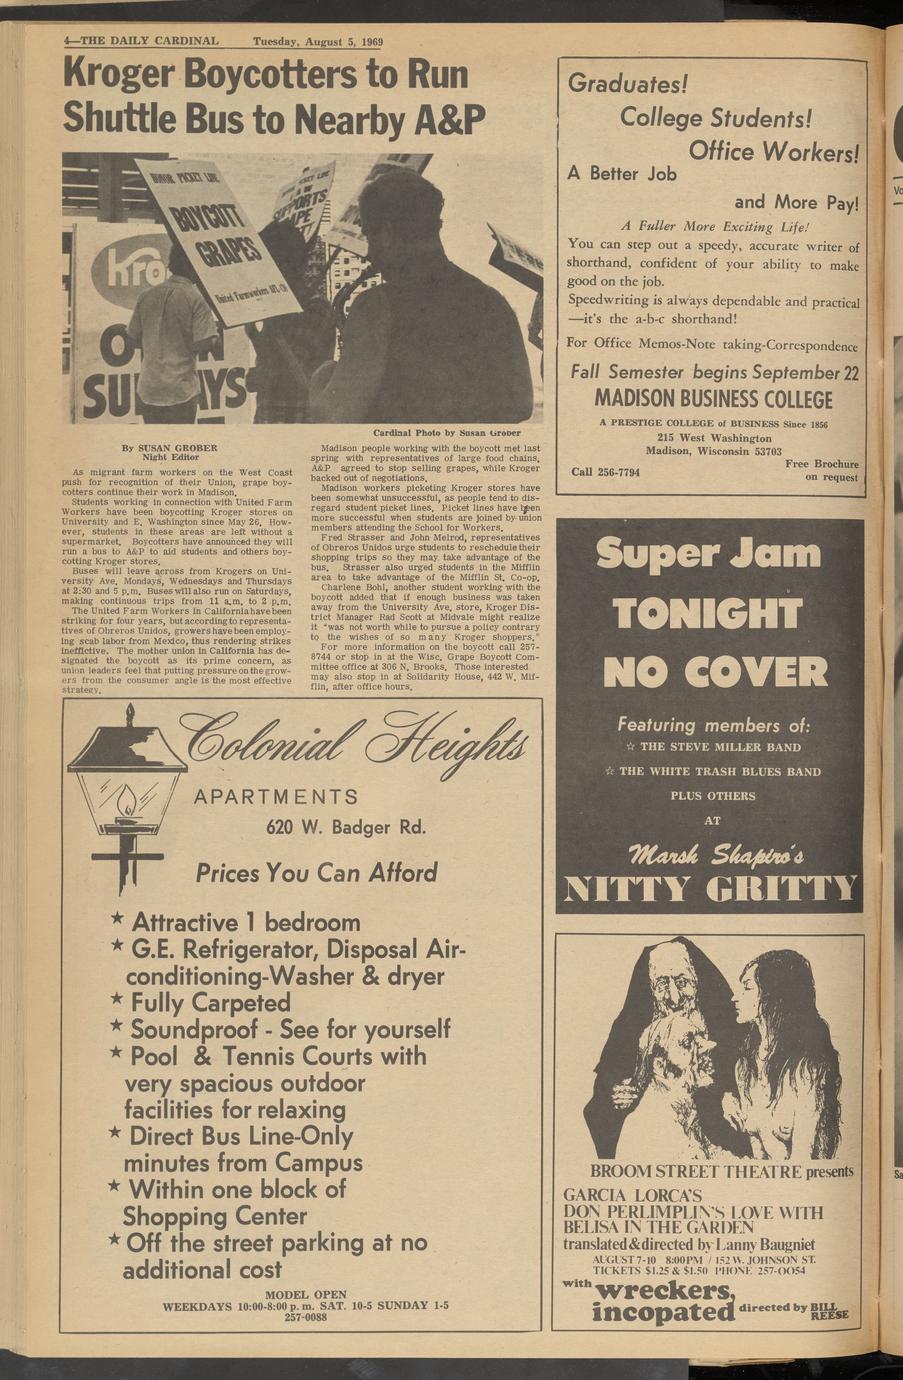 4—THE DAILY CARDINAL Tuesday, August 5, 1969
Kroger Boycotters to Run
Shuttle Bus to Nearby A&P
HONOR PICKET LINE
BOYCOTT
GRAPES
United Farmworkers AFL-CIO
SUPPORTS
kro
Cardinal Photo by Susan Grober
By SUSAN GROBER
Night Editor
As migrant farm workers on the West Coast
push for recognition of their Union, grape boy-
cotters continue their work in Madison.
Students working in connection with United Farm
Workers have been boycotting Kroger stores on
University and E. Washington since May 26. How-
ever, students in these areas are left without a
supermarket. Boycotters have announced they will
run a bus to A&P to aid students and others boy-
cotting Kroger stores.
Buses will leave across from Krogers on Uni-
versity Ave. Mondays, Wednesdays and Thursdays
at 2:30 and 5 p.m. Buses will also run on Saturdays,
making continuous trips from 11 a.m. to 2 p.m.
The United Farm Workers in California have been
striking for four years, but according to representa-
tives of Obreros Unidos, growers have been employ-
ing scab labor from Mexico, thus rendering strikes
ineffictive. The mother union in California has de-
signated the boycott as its prime concern, as
union leaders feel that putting pressure on the grow-
ers from the consumer angle is the most effective
strategy.
Madison people working with the boycott met last
spring with representatives of large food chains.
A&P agreed to stop selling grapes, while Kroger
backed out of negotiations.
Madison workers picketing Kroger stores have
been somewhat unsuccessful, as people tend to dis-
regard student picket lines. Picket lines have been
more successful when students are joined by union
members attending the School for Workers.
Fred Strasser and John Melrod, representatives
of Obreros Unidos urge students to reschedule their
shopping trips so they may take advantage of the
bus. Strasser also urged students in the Mifflin
area to take advantage of the Mifflin St. Co-op.
Charlene Bohl, another student working with the
boycott added that if enough business was taken
away from the University Ave. store, Kroger Dis-
trict Manager Rad Scott at Midvale might realize
it "was not worth while to pursue a policy contrary
to the wishes of so many Kroger shoppers."
For more information on the boycott call 257-
8744 or stop in at the Wisc. Grape Boycott Com-
mittee office at 306 N. Brooks. Those interested
may also stop in at Solidarity House, 442 W. Mif-
flin, after office hours.
Graduates!
College Students!
Office Workers!
A Better Job
and More Pay!
A Fuller More Exciting Life!
You can step out a speedy, accurate writer of
shorthand, confident of your ability to make
good on the job.
Speedwriting is always dependable and practical
—it's the a-b-c shorthand!
For Office Memos-Note taking-Correspondence
Fall Semester begins September 22
MADISON BUSINESS COLLEGE
A PRESTIGE COLLEGE of BUSINESS Since 1856
215 West Washington
Madison, Wisconsin 53703
Call 256-7794
Free Brochure
on request
Super Jam
TONIGHT
NO COVER
Featuring members of:
☆ THE STEVE MILLER BAND
☆ THE WHITE TRASH BLUES BAND
PLUS OTHERS
AT
Marsh Shapiro's
NITTY GRITTY
Colonial Heights
APARTMENTS
620 W. Badger Rd.
Prices You Can Afford
★ Attractive 1 bedroom
★ G.E. Refrigerator, Disposal Air-
conditioning-Washer & dryer
★ Fully Carpeted
★ Soundproof - See for yourself
★ Pool & Tennis Courts with
very spacious outdoor
facilities for relaxing
★ Direct Bus Line-Only
minutes from Campus
★ Within one block of
Shopping Center
★ Off the street parking at no
additional cost
MODEL OPEN
WEEKDAYS 10:00-8:00 p.m. SAT. 10-5 SUNDAY 1-5
257-0088
BROOM STREET THEATRE presents
GARCIA LORCA'S
DON PERLIMPLIN'S LOVE WITH
BELISA IN THE GARDEN
translated & directed by Lanny Baugniet
AUGUST 7-10 8:00 PM / 152 W. JOHNSON ST.
TICKETS $1.25 & $1.50 PHONE 257-0054
with wreckers,
incopated directed by BILL
REESE